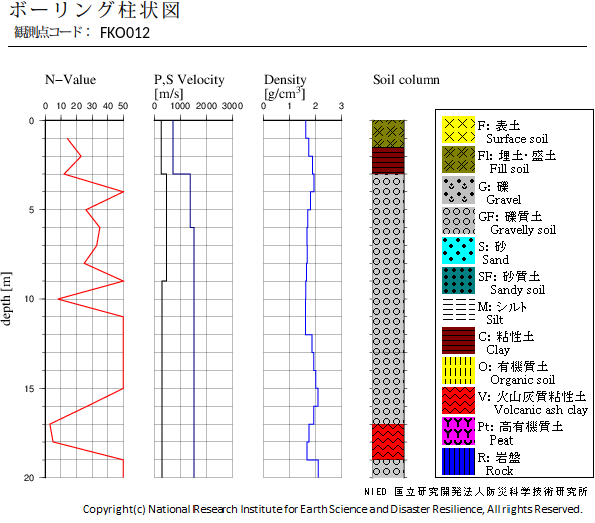 ボーリング柱状図
観測点コード： FKO012
N−Value
P,S Velocity
[m/s]
Density
[g/cm3]
Soil column
0 10 20 30 40 50
0 1000 2000 3000
0 1 2 3
depth [m]
0
5
10
15
20
F: 表土
Surface soil
Fl: 埋土・盛土
Fill soil
G: 礫
Gravel
GF: 礫質土
Gravelly soil
S: 砂
Sand
SF: 砂質土
Sandy soil
M: シルト
Silt
C: 粘性土
Clay
O: 有機質土
Organic soil
V: 火山灰質粘性土
Volcanic ash clay
Pt: 高有機質土
Peat
R: 岩盤
Rock
NIED 国立研究開発法人防災科学技術研究所
Copyright(c) National Research Institute for Earth Science and Disaster Resilience, All rights Reserved.